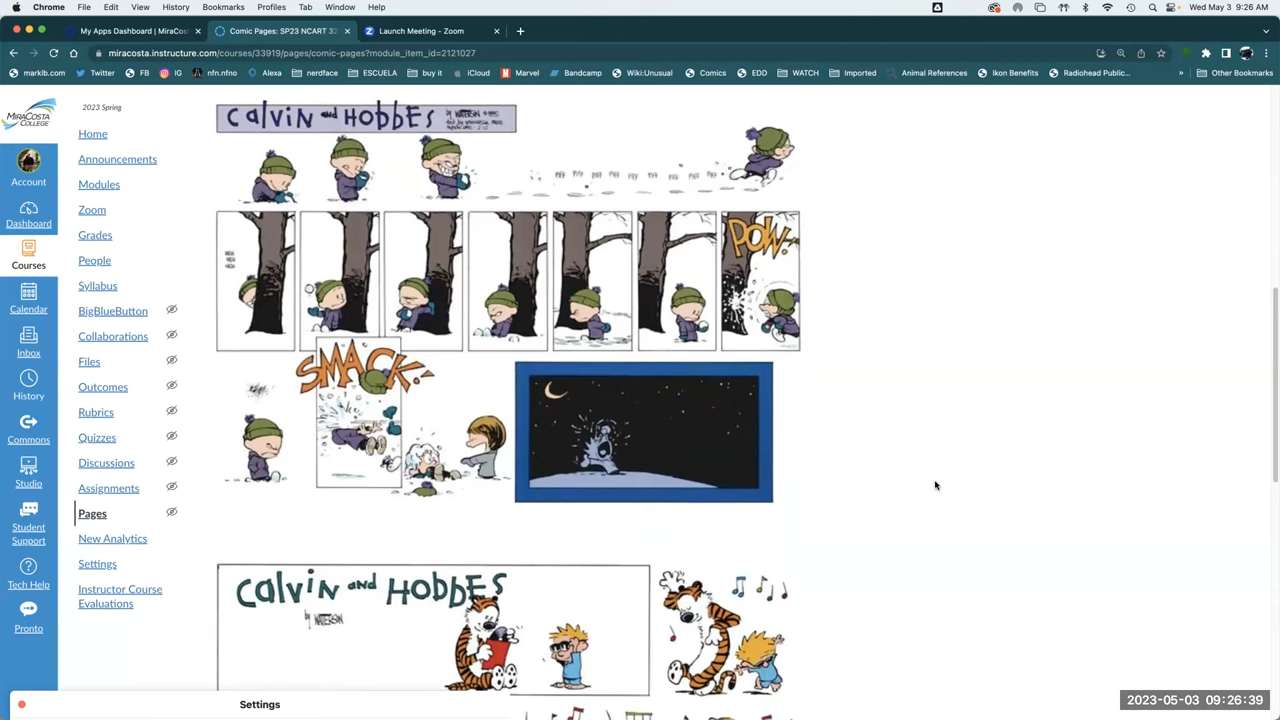 Chrome File Edit View History Bookmarks Profiles Tab Window Help Wed May 3 9:26 AM
My Apps Dashboard | MiraCos Comic Pages: SP23 NCART 32 Launch Meeting - Zoom
miracosta.instructure.com/courses/33919/pages/comic-pages?module_item_id=2121027
markIb.com Twitter FB IG nfn.nfno Alexa nerdface ESCUELA buy it iCloud Marvel Bandcamp Wiki:Unusual Comics EDD WATCH Imported Animal References Ikon Benefits Radiohead Public... » Other Bookmarks
MIRACOSTA COLLEGE
2023 Spring
Home
Announcements
Modules
Zoom
Grades
People
Syllabus
BigBlueButton
Collaborations
Files
Outcomes
Rubrics
Quizzes
Discussions
Assignments
Pages
New Analytics
Settings
Instructor Course Evaluations
Account
Dashboard
Courses
Calendar
Inbox
History
Commons
Studio
Student Support
Tech Help
Pronto
Calvin and Hobbes by WATTERSON
POW!
SMACK!
Calvin and Hobbes
by WATTERSON
Settings
2023-05-03 09:26:39